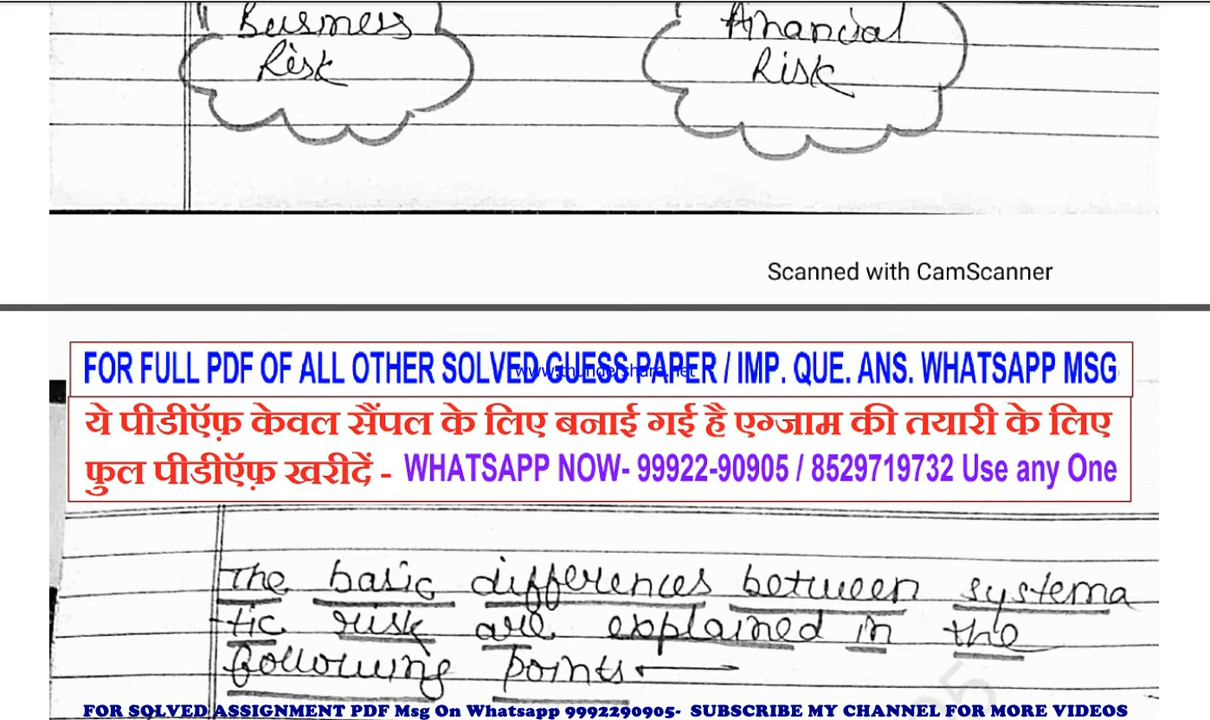 Business
Risk
Financial
Risk
Scanned with CamScanner
FOR FULL PDF OF ALL OTHER SOLVED GUESS PAPER / IMP. QUE. ANS. WHATSAPP MSG
www.thundershare.net
ये पीडीऍफ़ केवल सैंपल के लिए बनाई गई है एग्जाम की तयारी के लिए
फुल पीडीऍफ़ खरीदें - WHATSAPP NOW- 99922-90905 / 8529719732 Use any One
The basic differences between systema
tic risk are explained in the
following points
FOR SOLVED ASSIGNMENT PDF Msg On Whatsapp 9992290905- SUBSCRIBE MY CHANNEL FOR MORE VIDEOS